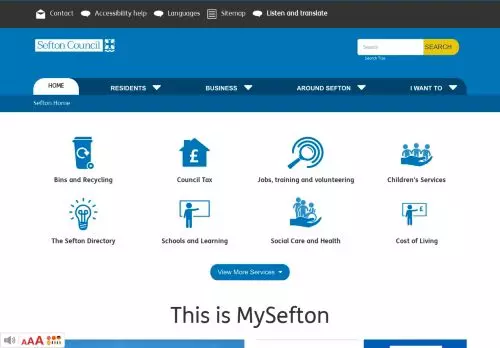 Contact Accessibility help Languages Sitemap Listen and translate
Sefton Council
Search SEARCH
Search Tips
HOME RESIDENTS BUSINESS AROUND SEFTON I WANT TO
Sefton Home
Bins and Recycling Council Tax Jobs, training and volunteering Children's Services
The Sefton Directory Schools and Learning Social Care and Health Cost of Living
View More Services
This is MySefton
AAA